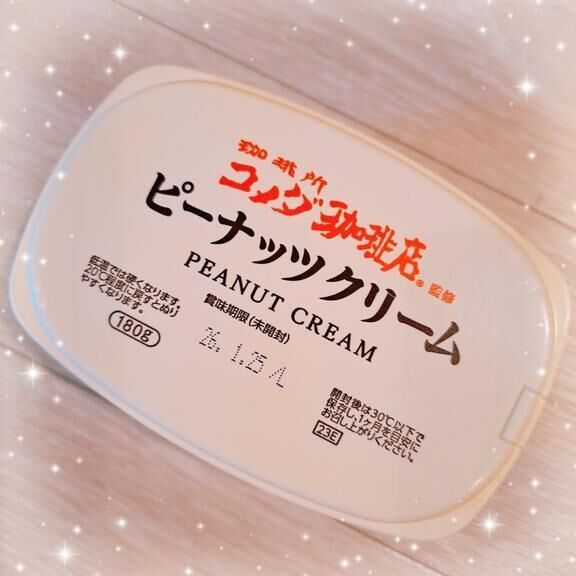 珈琲所
コメダ珈琲店® 監修
ピーナッツクリーム
PEANUT CREAM
低温では硬くなります。
20℃程度に戻すとぬり
やすくなります。
180g
賞味期限(未開封)
26. 1.25 /L
開封後は30℃以下で
保存し、1ヶ月を目安に
お召し上がりください。
23E